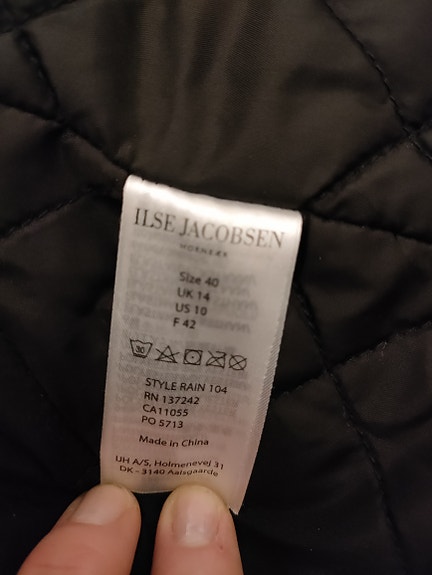 ILSE JACOBSEN
HORNBÆK
Size 40
UK 14
US 10
F 42
30
STYLE RAIN 104
RN 137242
CA11055
PO 5713
Made in China
UH A/S, Holmenevej 31
DK - 3140 Aalsgaarde